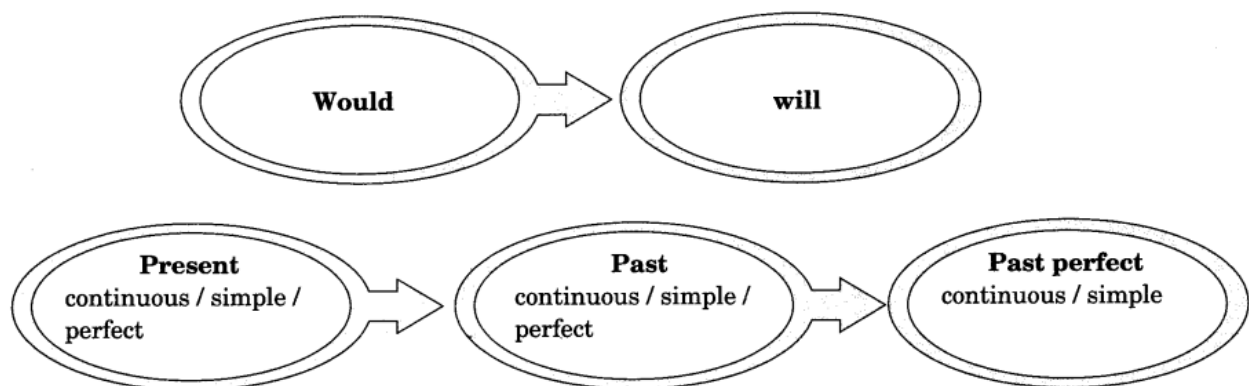 Would
will
Present
continuous / simple /
perfect
Past
continuous / simple /
perfect
Past perfect
continuous / simple